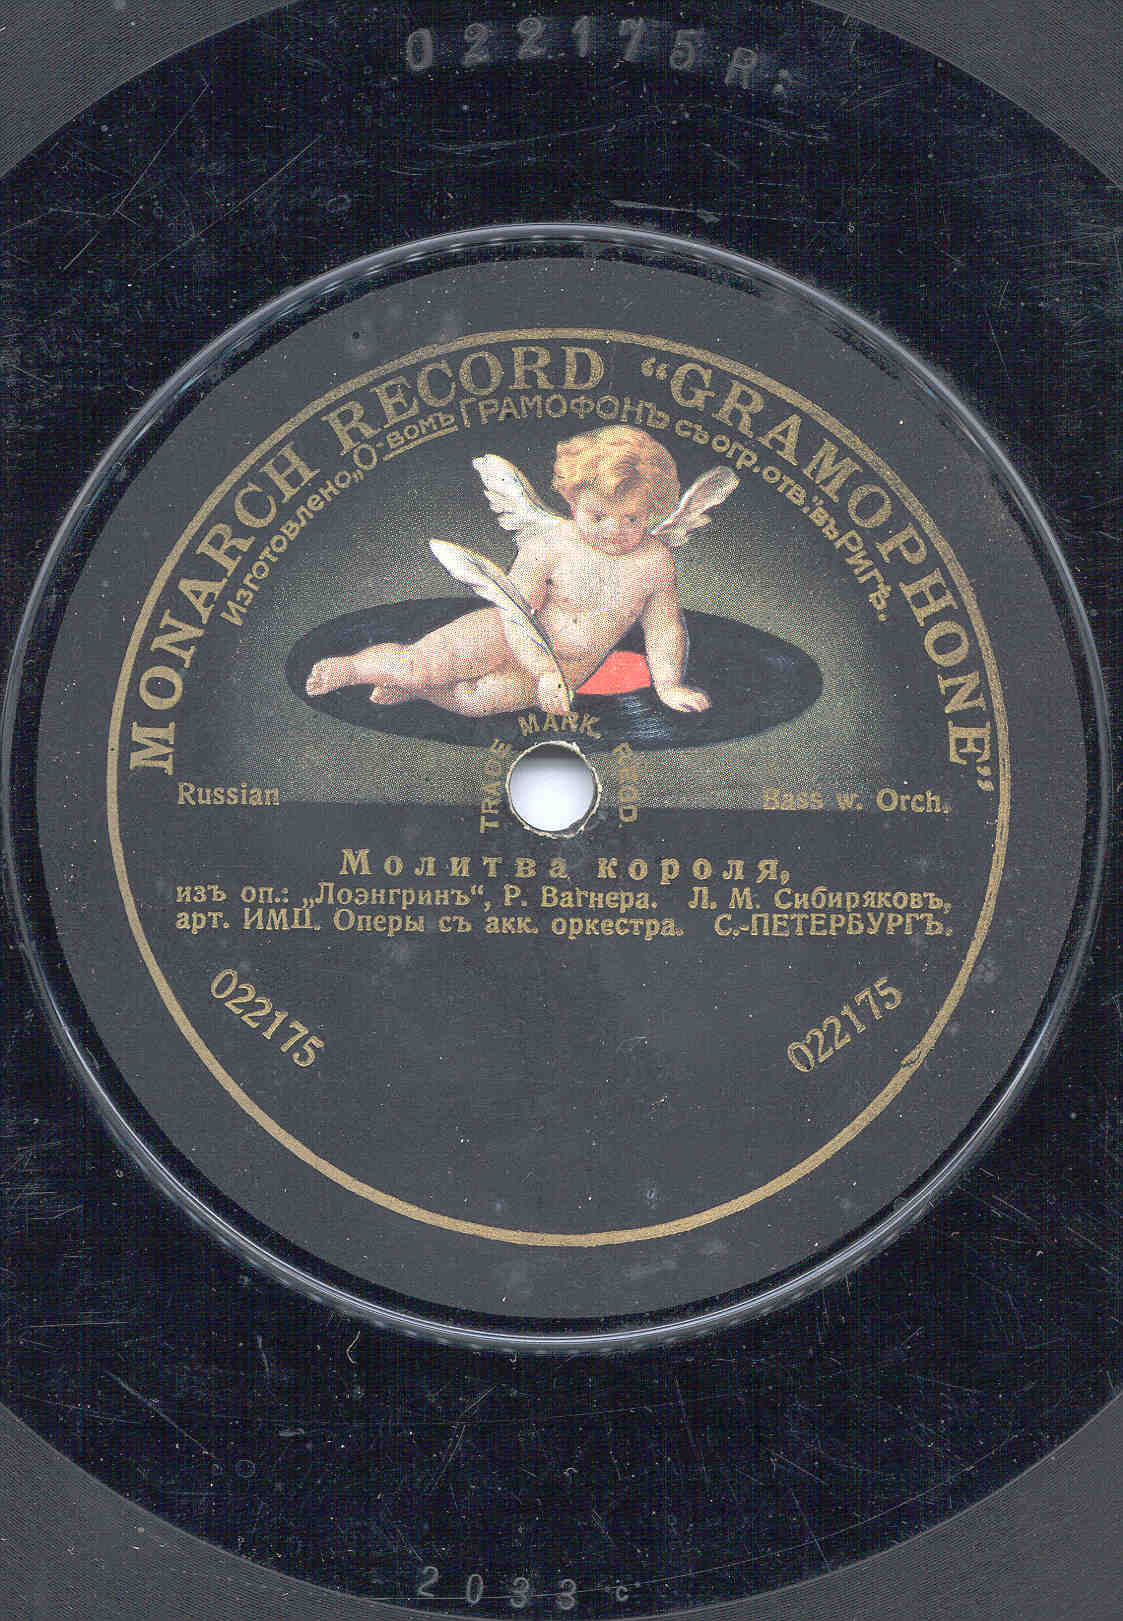 022175 R.
MONARCH RECORD “GRAMOPHONE”
Изготовлено „О-вомъ ГРАМОФОНЪ съ огр. отв.“, въ Ригѣ.
TRADE MARK. REGD.
Russian
Bass w. Orch.
Молитва короля,
изъ оп.: „Лоэнгринъ“, Р. Вагнера. Л. М. Сибиряковъ,
арт. ИМП. Оперы съ акк. оркестра. С.-ПЕТЕРБУРГЪ.
022175
022175
2033 c